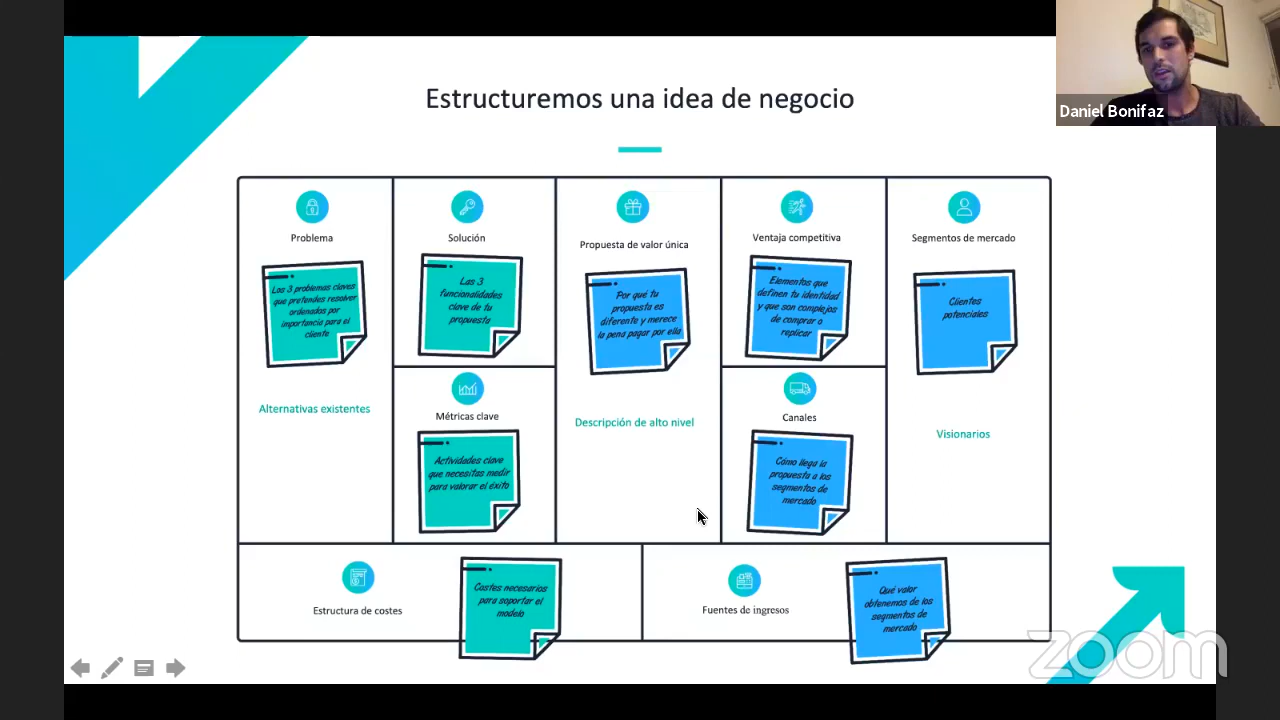 Estructuremos una idea de negocio
Daniel Bonifaz
Problema
Los 3 problemas claves
que pretendes resolver
ordenados por
importancia para el
cliente
Alternativas existentes
Solución
Las 3
funcionalidades
clave de tu
propuesta
Métricas clave
Actividades clave
que necesitas medir
para valorar el éxito
Propuesta de valor única
Por qué tu
propuesta es
diferente y merece
la pena pagar por ella
Descripción de alto nivel
Ventaja competitiva
Elementos que
definen tu identidad
y que son complejos
de comprar o
replicar
Canales
Cómo llega la
propuesta a los
segmentos de
mercado
Segmentos de mercado
Clientes
potenciales
Visionarios
Estructura de costes
Costes necesarios
para soportar el
modelo
Fuentes de ingresos
Qué valor
obtenemos de los
segmentos de
mercado
zoom